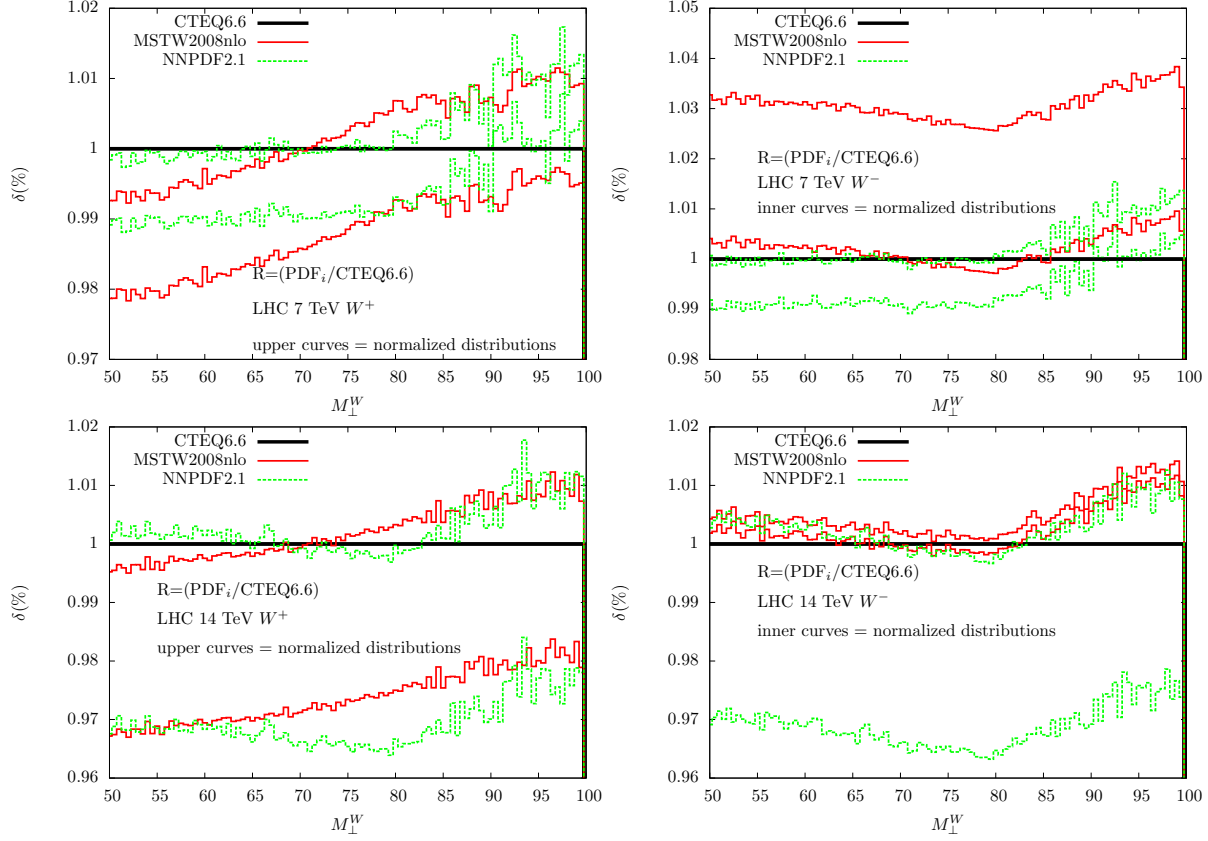 1.02
1.01
1
0.99
0.98
0.97
50 55 60 65 70 75 80 85 90 95 100
δ(%)
M⊥^W
CTEQ6.6
MSTW2008nlo
NNPDF2.1
R=(PDF_i/CTEQ6.6)
LHC 7 TeV W^+
upper curves = normalized distributions
1.05
1.04
1.03
1.02
1.01
1
0.99
0.98
50 55 60 65 70 75 80 85 90 95 100
δ(%)
M⊥^W
CTEQ6.6
MSTW2008nlo
NNPDF2.1
R=(PDF_i/CTEQ6.6)
LHC 7 TeV W^−
inner curves = normalized distributions
1.02
1.01
1
0.99
0.98
0.97
0.96
50 55 60 65 70 75 80 85 90 95 100
δ(%)
M⊥^W
CTEQ6.6
MSTW2008nlo
NNPDF2.1
R=(PDF_i/CTEQ6.6)
LHC 14 TeV W^+
upper curves = normalized distributions
1.02
1.01
1
0.99
0.98
0.97
0.96
50 55 60 65 70 75 80 85 90 95 100
δ(%)
M⊥^W
CTEQ6.6
MSTW2008nlo
NNPDF2.1
R=(PDF_i/CTEQ6.6)
LHC 14 TeV W^−
inner curves = normalized distributions